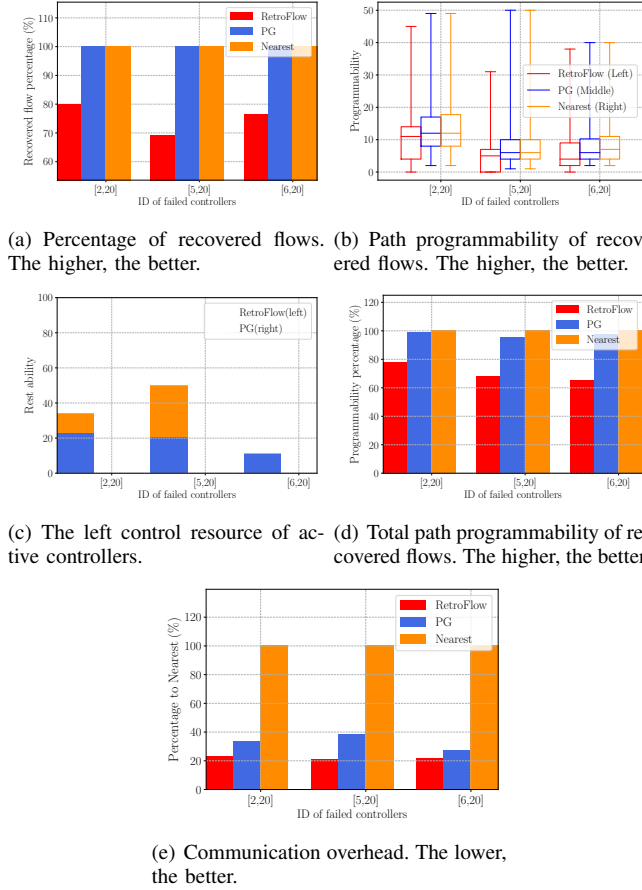 RetroFlow
PG
Nearest
110
100
90
80
70
60
Recovered flow percentage (%)
[2,20]
[5,20]
[6,20]
ID of failed controllers
50
40
30
20
10
0
Programmability
RetroFlow (Left)
PG (Middle)
Nearest (Right)
[2,20]
[5,20]
[6,20]
ID of failed controllers
(a) Percentage of recovered flows.
The higher, the better.
(b) Path programmability of recov-
ered flows. The higher, the better.
100
80
60
40
20
0
Rest ability
RetroFlow(left)
PG(right)
[2,20]
[5,20]
[6,20]
ID of failed controllers
120
100
80
60
40
20
0
Programmability percentage (%)
RetroFlow
PG
Nearest
[2,20]
[5,20]
[6,20]
ID of failed controllers
(c) The left control resource of ac-
tive controllers.
(d) Total path programmability of re-
covered flows. The higher, the better
120
100
80
60
40
20
0
Percentage to Nearest (%)
RetroFlow
PG
Nearest
[2,20]
[5,20]
[6,20]
ID of failed controllers
(e) Communication overhead. The lower,
the better.